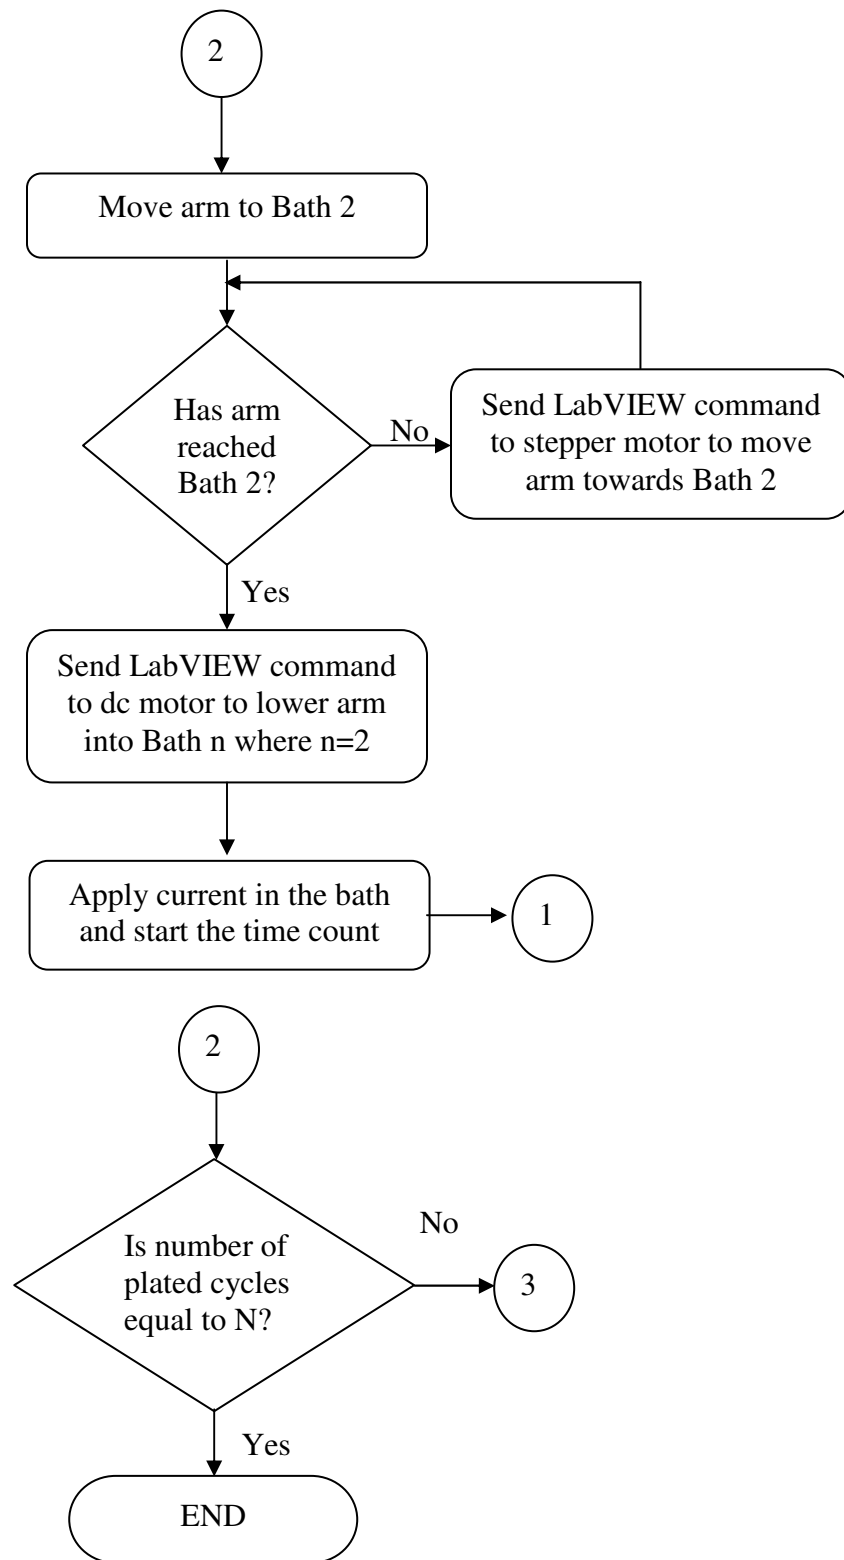 2
Move arm to Bath 2
Has arm
reached
Bath 2?
No
Send LabVIEW command
to stepper motor to move
arm towards Bath 2
Yes
Send LabVIEW command
to dc motor to lower arm
into Bath n where n=2
Apply current in the bath
and start the time count
1
2
Is number of
plated cycles
equal to N?
No
3
Yes
END